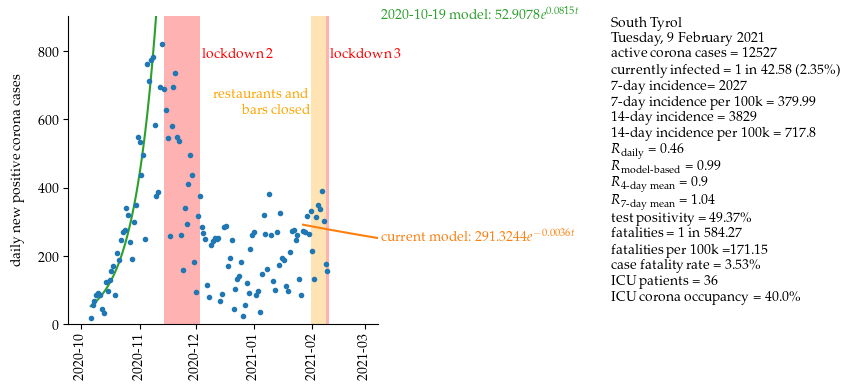 2020-10-19 model: 52.9078e^0.0815t
800
lockdown 2
lockdown 3
restaurants and
bars closed
600
daily new positive corona cases
400
current model: 291.3244e^−0.0036t
200
0
2020-10
2020-11
2020-12
2021-01
2021-02
2021-03
South Tyrol
Tuesday, 9 February 2021
active corona cases = 12527
currently infected = 1 in 42.58 (2.35%)
7-day incidence= 2027
7-day incidence per 100k = 379.99
14-day incidence = 3829
14-day incidence per 100k = 717.8
R_daily = 0.46
R_model-based = 0.99
R_4-day mean = 0.9
R_7-day mean = 1.04
test positivity = 49.37%
fatalities = 1 in 584.27
fatalities per 100k =171.15
case fatality rate = 3.53%
ICU patients = 36
ICU corona occupancy = 40.0%